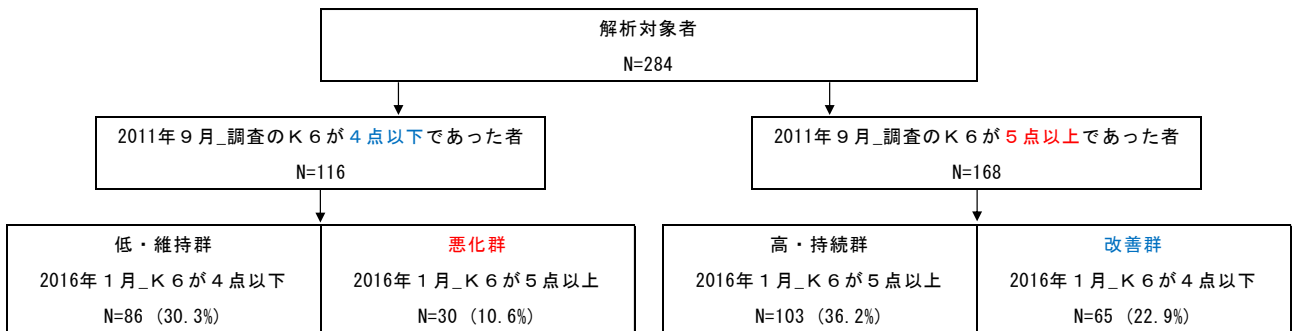 解析対象者
N=284
2011年９月_調査のＫ６が４点以下であった者
N=116
2011年９月_調査のＫ６が５点以上であった者
N=168
低・維持群
2016年１月_Ｋ６が４点以下
N=86 (30.3%)
悪化群
2016年１月_Ｋ６が５点以上
N=30 (10.6%)
高・持続群
2016年１月_Ｋ６が５点以上
N=103 (36.2%)
改善群
2016年１月_Ｋ６が４点以下
N=65 (22.9%)